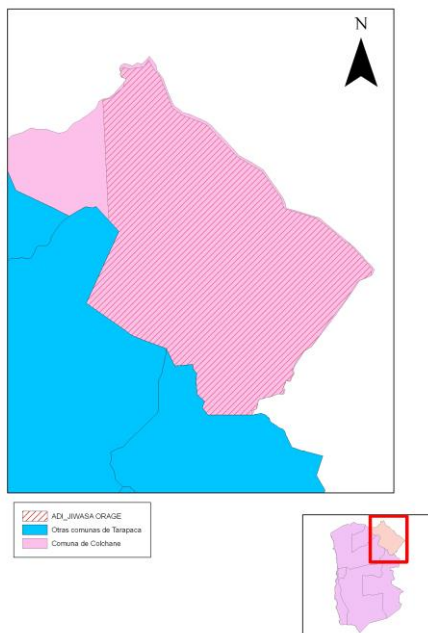 N
ADI_JIWASA ORAGE
Otras comunas de Tarapaca
Comuna de Colchane